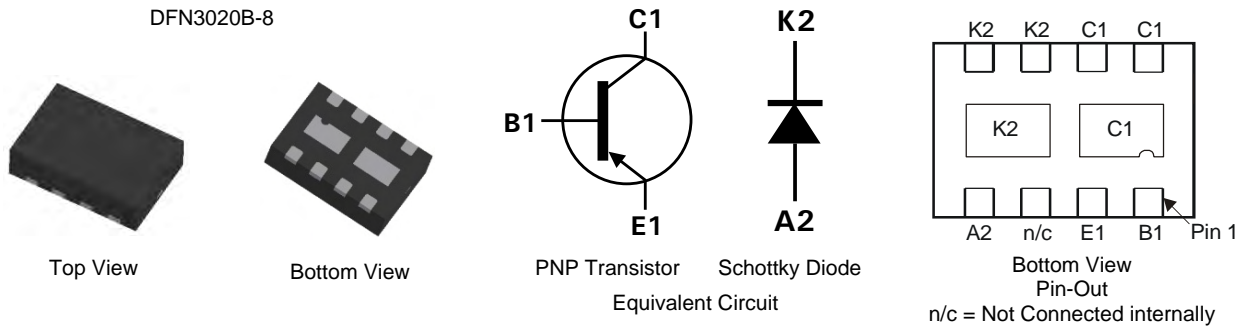 DFN3020B-8
Top View
Bottom View
C1
B1
E1
PNP Transistor
K2
A2
Schottky Diode
Equivalent Circuit
K2 K2 C1 C1
K2 C1
A2 n/c E1 B1 Pin 1
Bottom View
Pin-Out
n/c = Not Connected internally